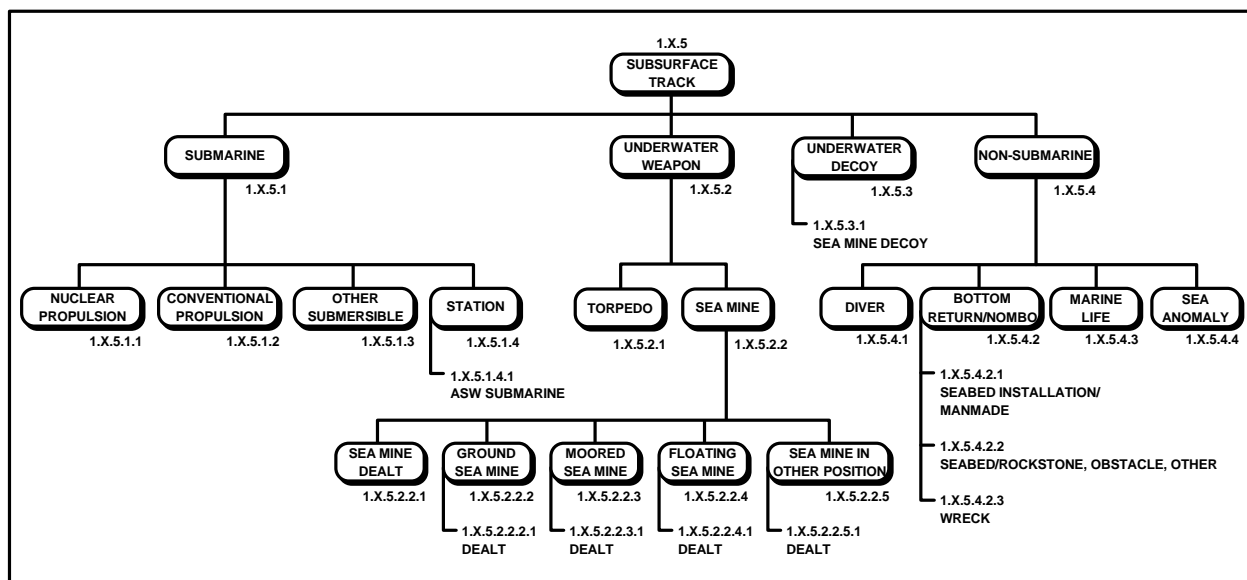 1.X.5
SUBSURFACE
TRACK
SUBMARINE
1.X.5.1
UNDERWATER
WEAPON
1.X.5.2
UNDERWATER
DECOY
1.X.5.3
NON-SUBMARINE
1.X.5.4
1.X.5.3.1
SEA MINE DECOY
NUCLEAR
PROPULSION
1.X.5.1.1
CONVENTIONAL
PROPULSION
1.X.5.1.2
OTHER
SUBMERSIBLE
1.X.5.1.3
STATION
1.X.5.1.4
1.X.5.1.4.1
ASW SUBMARINE
TORPEDO
1.X.5.2.1
SEA MINE
1.X.5.2.2
DIVER
1.X.5.4.1
BOTTOM
RETURN/NOMBO
1.X.5.4.2
MARINE
LIFE
1.X.5.4.3
SEA
ANOMALY
1.X.5.4.4
1.X.5.4.2.1
SEABED INSTALLATION/
MANMADE
1.X.5.4.2.2
SEABED/ROCKSTONE, OBSTACLE, OTHER
1.X.5.4.2.3
WRECK
SEA MINE
DEALT
1.X.5.2.2.1
GROUND
SEA MINE
1.X.5.2.2.2
MOORED
SEA MINE
1.X.5.2.2.3
FLOATING
SEA MINE
1.X.5.2.2.4
SEA MINE IN
OTHER POSITION
1.X.5.2.2.5
1.X.5.2.2.2.1
DEALT
1.X.5.2.2.3.1
DEALT
1.X.5.2.2.4.1
DEALT
1.X.5.2.2.5.1
DEALT